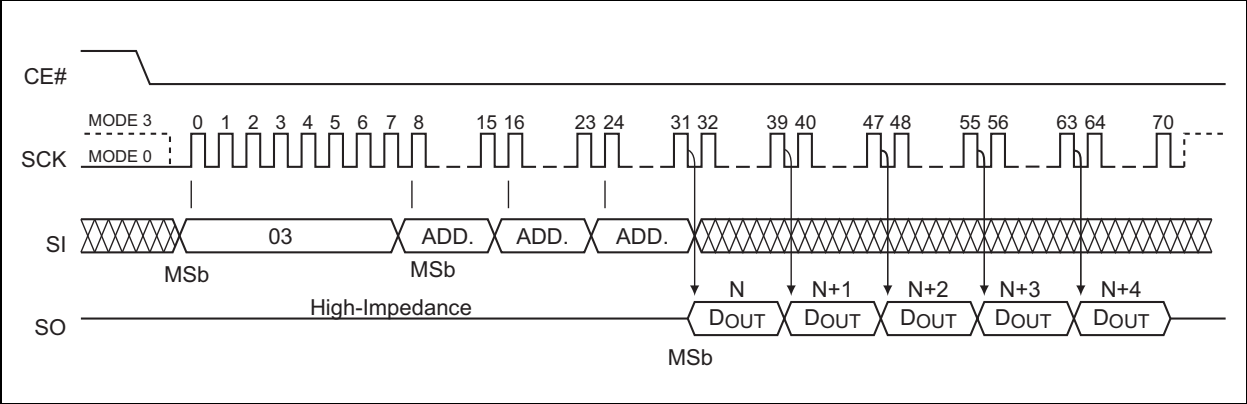 CE#
MODE 3
0 1 2 3 4 5 6 7 8 15 16 23 24 31 32 39 40 47 48 55 56 63 64 70
SCK
MODE 0
SI
03 ADD. ADD. ADD.
MSb MSb
High-Impedance
N N+1 N+2 N+3 N+4
SO
DOUT DOUT DOUT DOUT DOUT
MSb